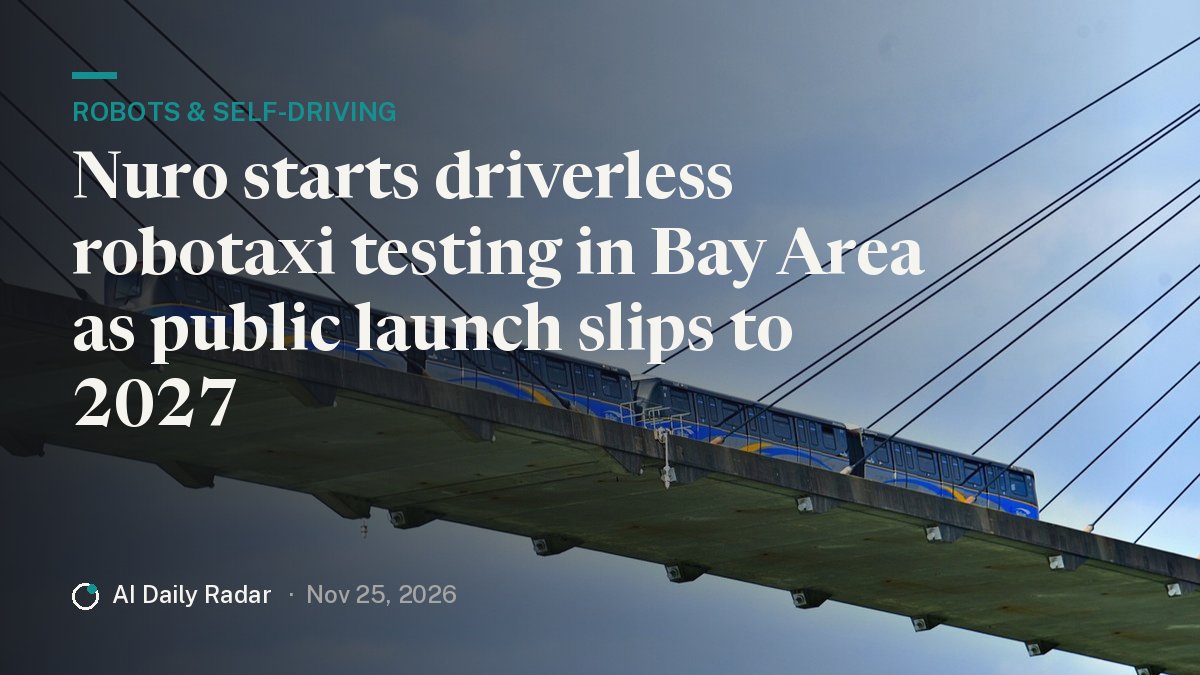 ROBOTS & SELF-DRIVING
Nuro starts driverless
robotaxi testing in Bay Area
as public launch slips to
2027
AI Daily Radar · Nov 25, 2026